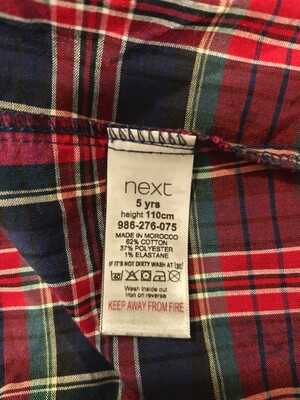 next
5 yrs
height 110cm
986-276-075
MADE IN MOROCCO
62% COTTON
37% POLYESTER
1% ELASTANE
IF IT'S NOT DIRTY WASH AT 30°
Wash inside out
Iron on reverse
KEEP AWAY FROM FIRE